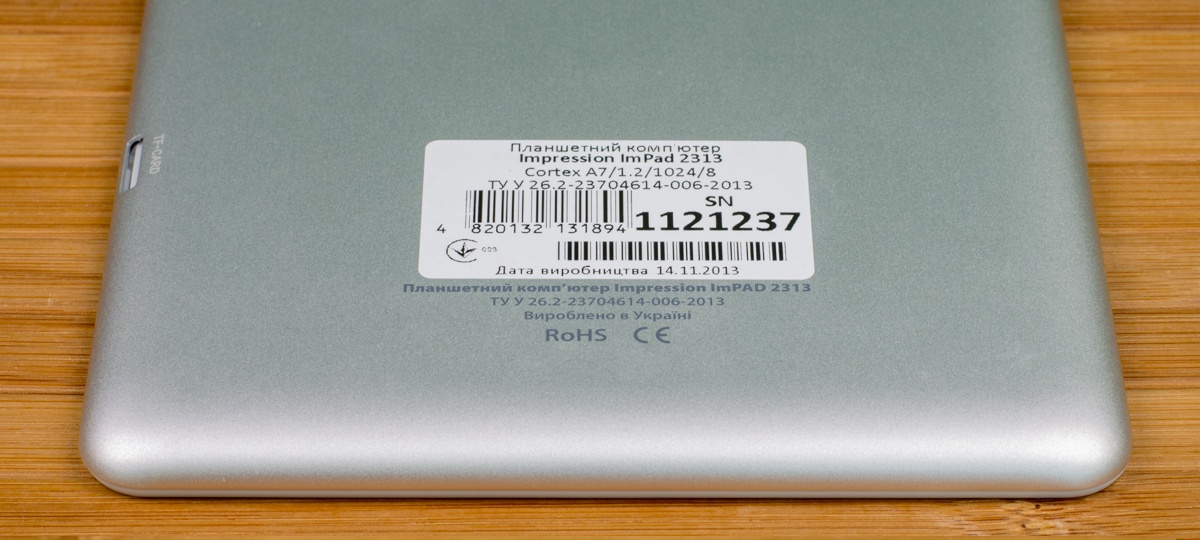 TF-CARD
Планшетний комп'ютер
Impression ImPad 2313
Cortex A7/1.2/1024/8
ТУ У 26.2-23704614-006-2013
SN
1121237
4 820132 131894
Дата виробництва 14.11.2013
Планшетний комп'ютер Impression ImPAD 2313
ТУ У 26.2-23704614-006-2013
Вироблено в Україні
RoHS CE